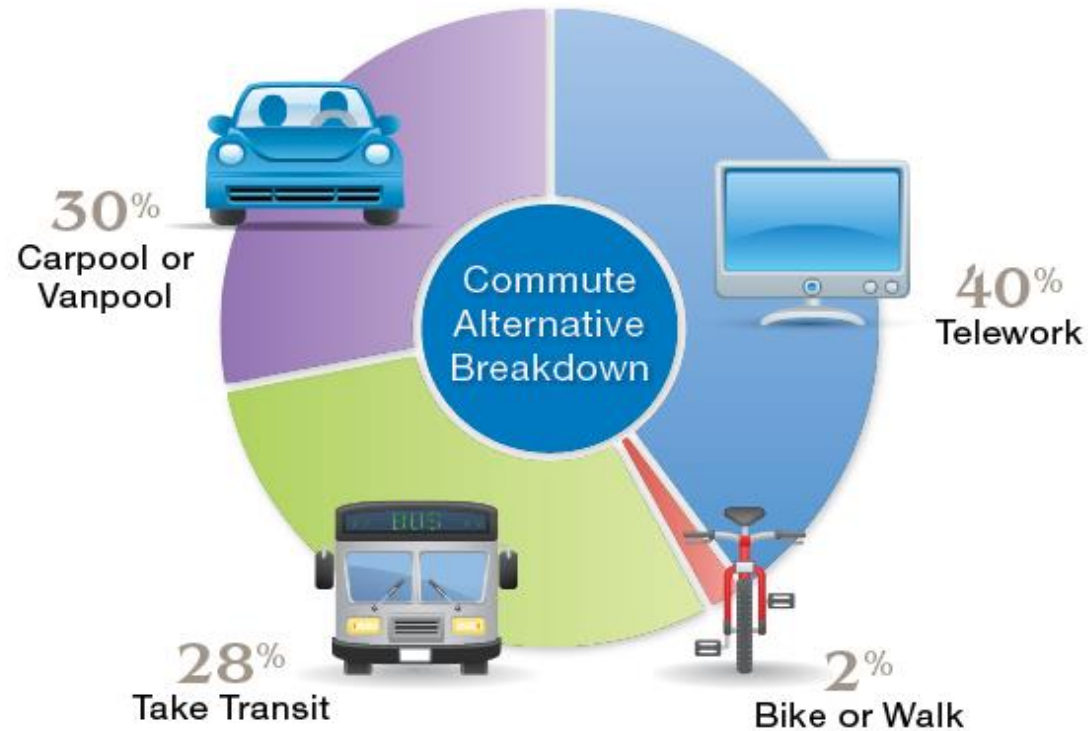 30%
Carpool or
Vanpool
Commute
Alternative
Breakdown
40%
Telework
BUS
28%
Take Transit
2%
Bike or Walk